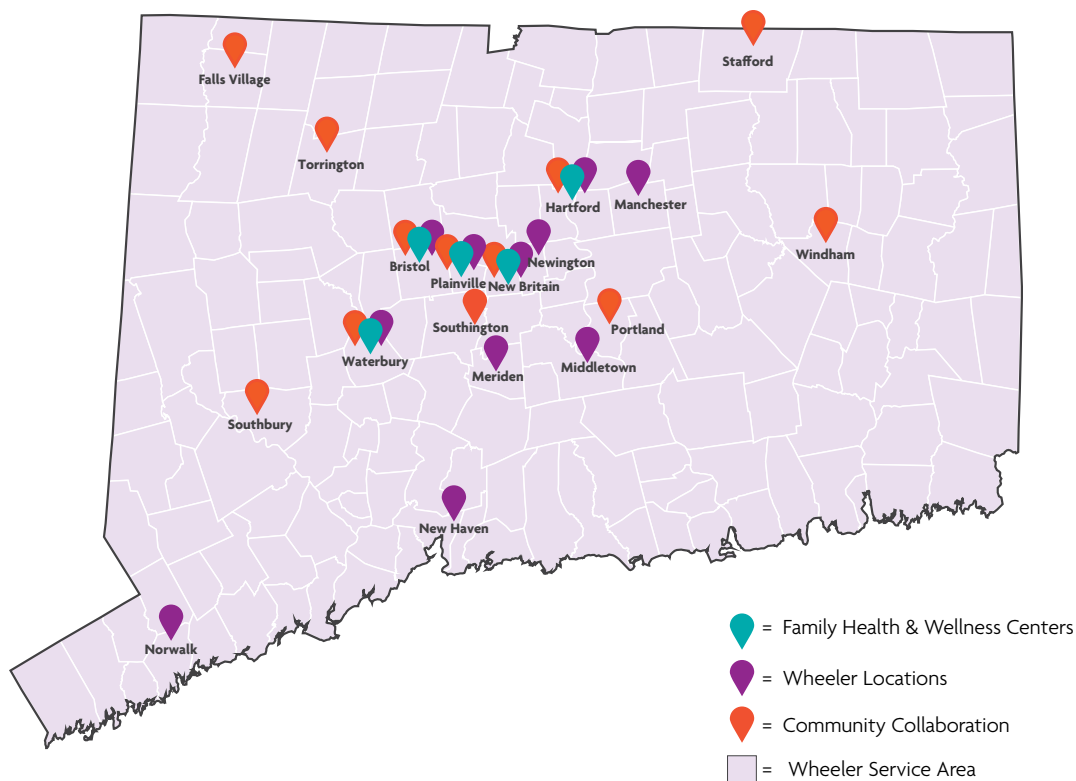 Stafford
Falls Village
Torrington
Hartford
Manchester
Windham
Bristol
Newington
Plainville
New Britain
Southington
Portland
Waterbury
Meriden
Middletown
Southbury
New Haven
Norwalk
= Family Health & Wellness Centers
= Wheeler Locations
= Community Collaboration
= Wheeler Service Area